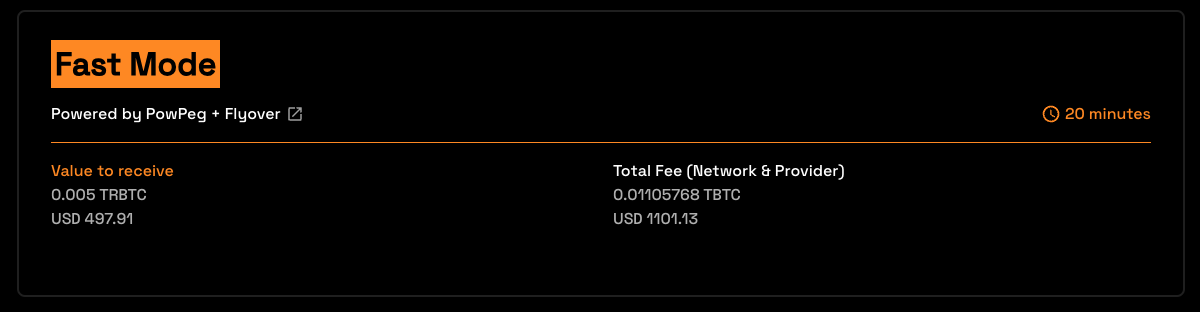 Fast Mode
Powered by PowPeg + Flyover
20 minutes
Value to receive
0.005 TRBTC
USD 497.91
Total Fee (Network & Provider)
0.01105768 TBTC
USD 1101.13